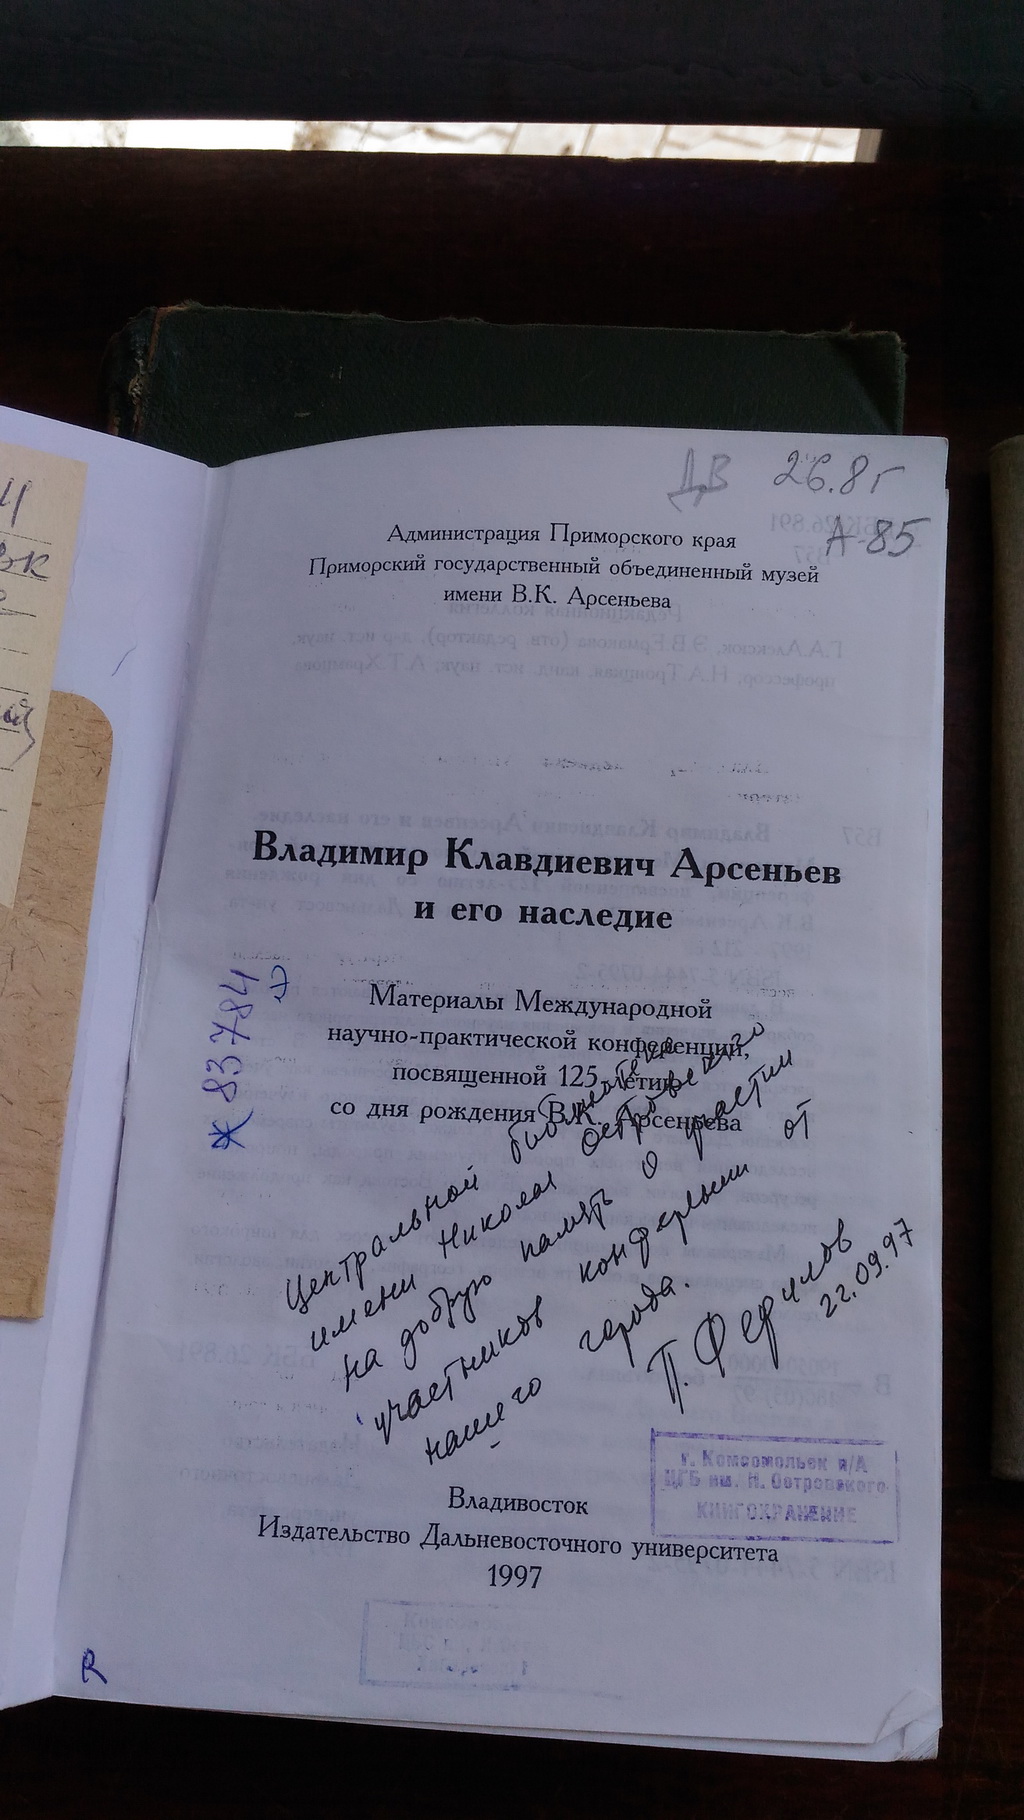 ДВ 26.8г
А-85
Администрация Приморского края
Приморский государственный объединенный музей
имени В.К. Арсеньева
Владимир Клавдиевич Арсеньев
и его наследие
Материалы Международной
научно-практической конференции,
посвященной 125-летию
со дня рождения В.К. Арсеньева
Ж 83784
Центральной библиотеке
имени Николая Островского
на добрую память о участии
участников конференции от
нашего города.
П. Ферулов
22.09.97
г. Комсомольск н/А
ЦГБ им. Н. Островского
КНИГОХРАНЕНИЕ
Владивосток
Издательство Дальневосточного университета
1997